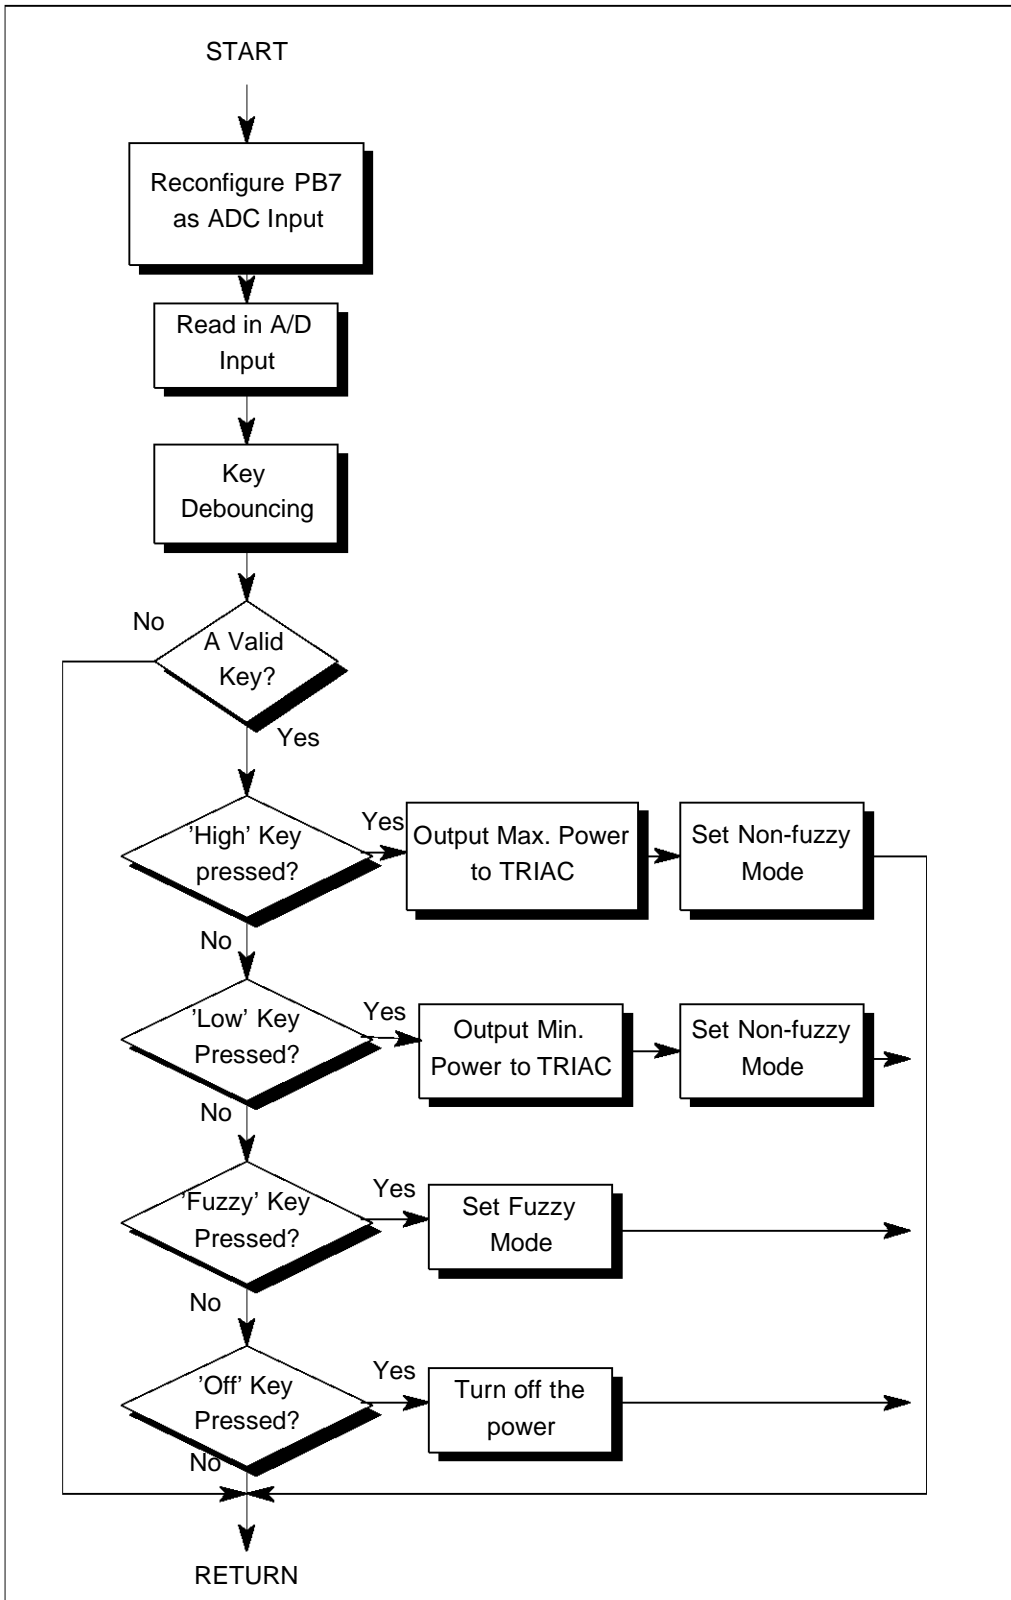 START
Reconfigure PB7
as ADC Input
Read in A/D
Input
Key
Debouncing
No
A Valid
Key?
Yes
'High' Key
pressed?
Yes
Output Max. Power
to TRIAC
Set Non-fuzzy
Mode
No
'Low' Key
Pressed?
Yes
Output Min.
Power to TRIAC
Set Non-fuzzy
Mode
No
'Fuzzy' Key
Pressed?
Yes
Set Fuzzy
Mode
No
'Off' Key
Pressed?
Yes
Turn off the
power
No
RETURN